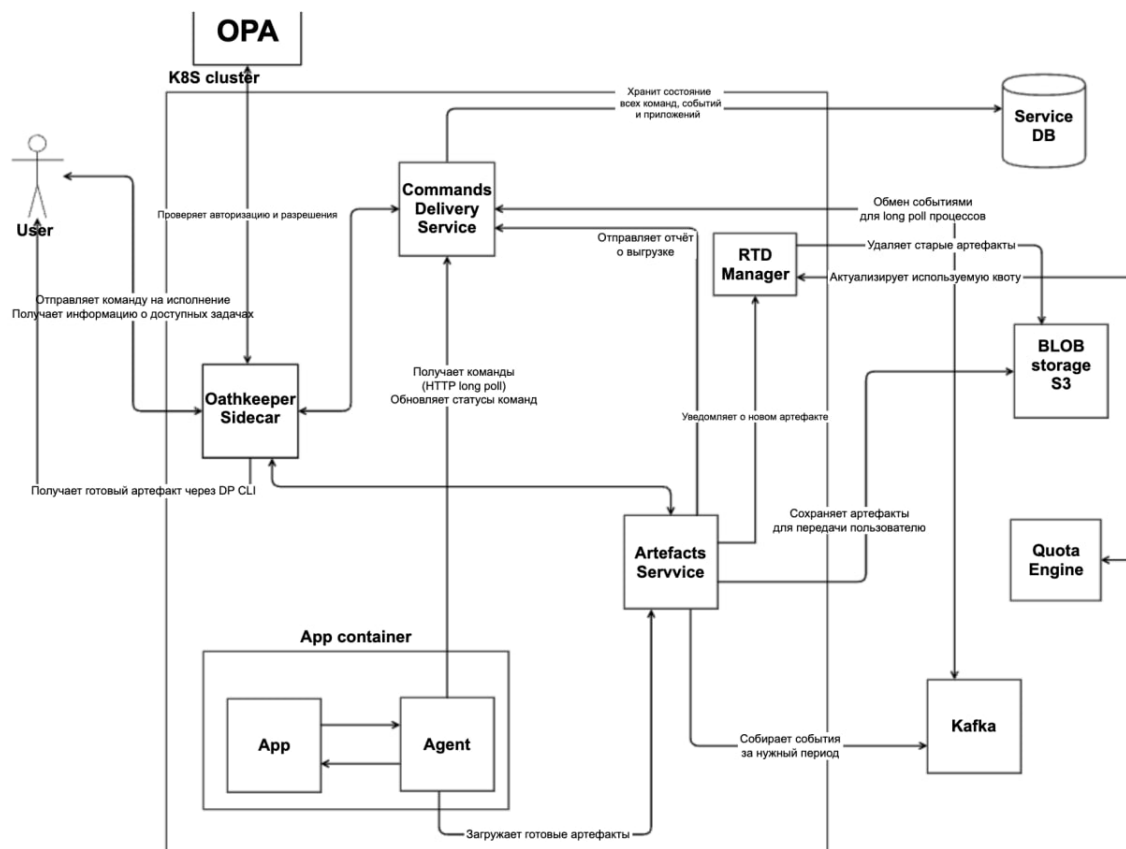 OPA
K8S cluster
Хранит состояние
всех команд, событий
и приложений
Service
DB
User
Commands
Delivery
Service
Проверяет авторизацию и разрешения
Обмен событиями
для long poll процессов
Отправляет отчёт
о выгрузке
RTD
Manager
Удаляет старые артефакты
Актуализирует используемую квоту
Отправляет команду на исполнение
Получает информацию о доступных задачах
BLOB
storage
S3
Oathkeeper
Sidecar
Получает команды
(HTTP long poll)
Обновляет статусы команд
Уведомляет о новом артефакте
Получает готовый артефакт через DP CLI
Сохраняет артефакты
для передачи пользователю
Artefacts
Servvice
Quota
Engine
App container
App
Agent
Kafka
Собирает события
за нужный период
Загружает готовые артефакты